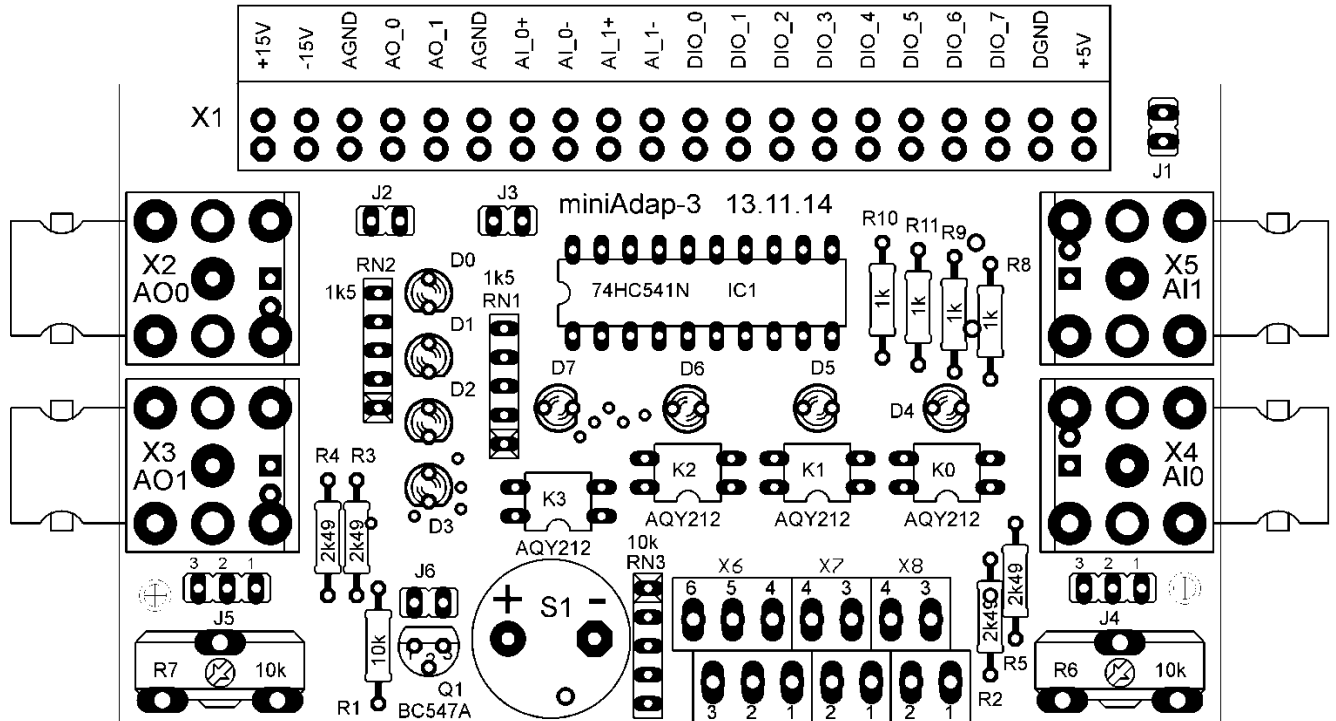 +15V -15V AGND AO_0 AO_1 AGND AI_0+ AI_0- AI_1+ AI_1- DIO_0 DIO_1 DIO_2 DIO_3 DIO_4 DIO_5 DIO_6 DIO_7 DGND +5V
X1
J1
J2 J3 miniAdap-3 13.11.14
R10 R11 R9 R8
RN2 D0
1k5 1k5
RN1
X2
AO0
74HC541N IC1
1k 1k 1k 1k
X5
AI1
D1
D2
D7 D6 D5 D4
X3
AO1
R4 R3
K3 K2 K1 K0
X4
AI0
D3
AQY212 AQY212 AQY212
AQY212
2k49 2k49
10k
RN3
X6 X7 X8
2k49 2k49
3 2 1
J5
J6
+ S1 -
6 5 4 4 3 4 3
3 2 1
J4
R7 10k
10k
R1
1 2 3
Q1
BC547A
3 2 1 2 1 2 1
R5
R2
R6 10k